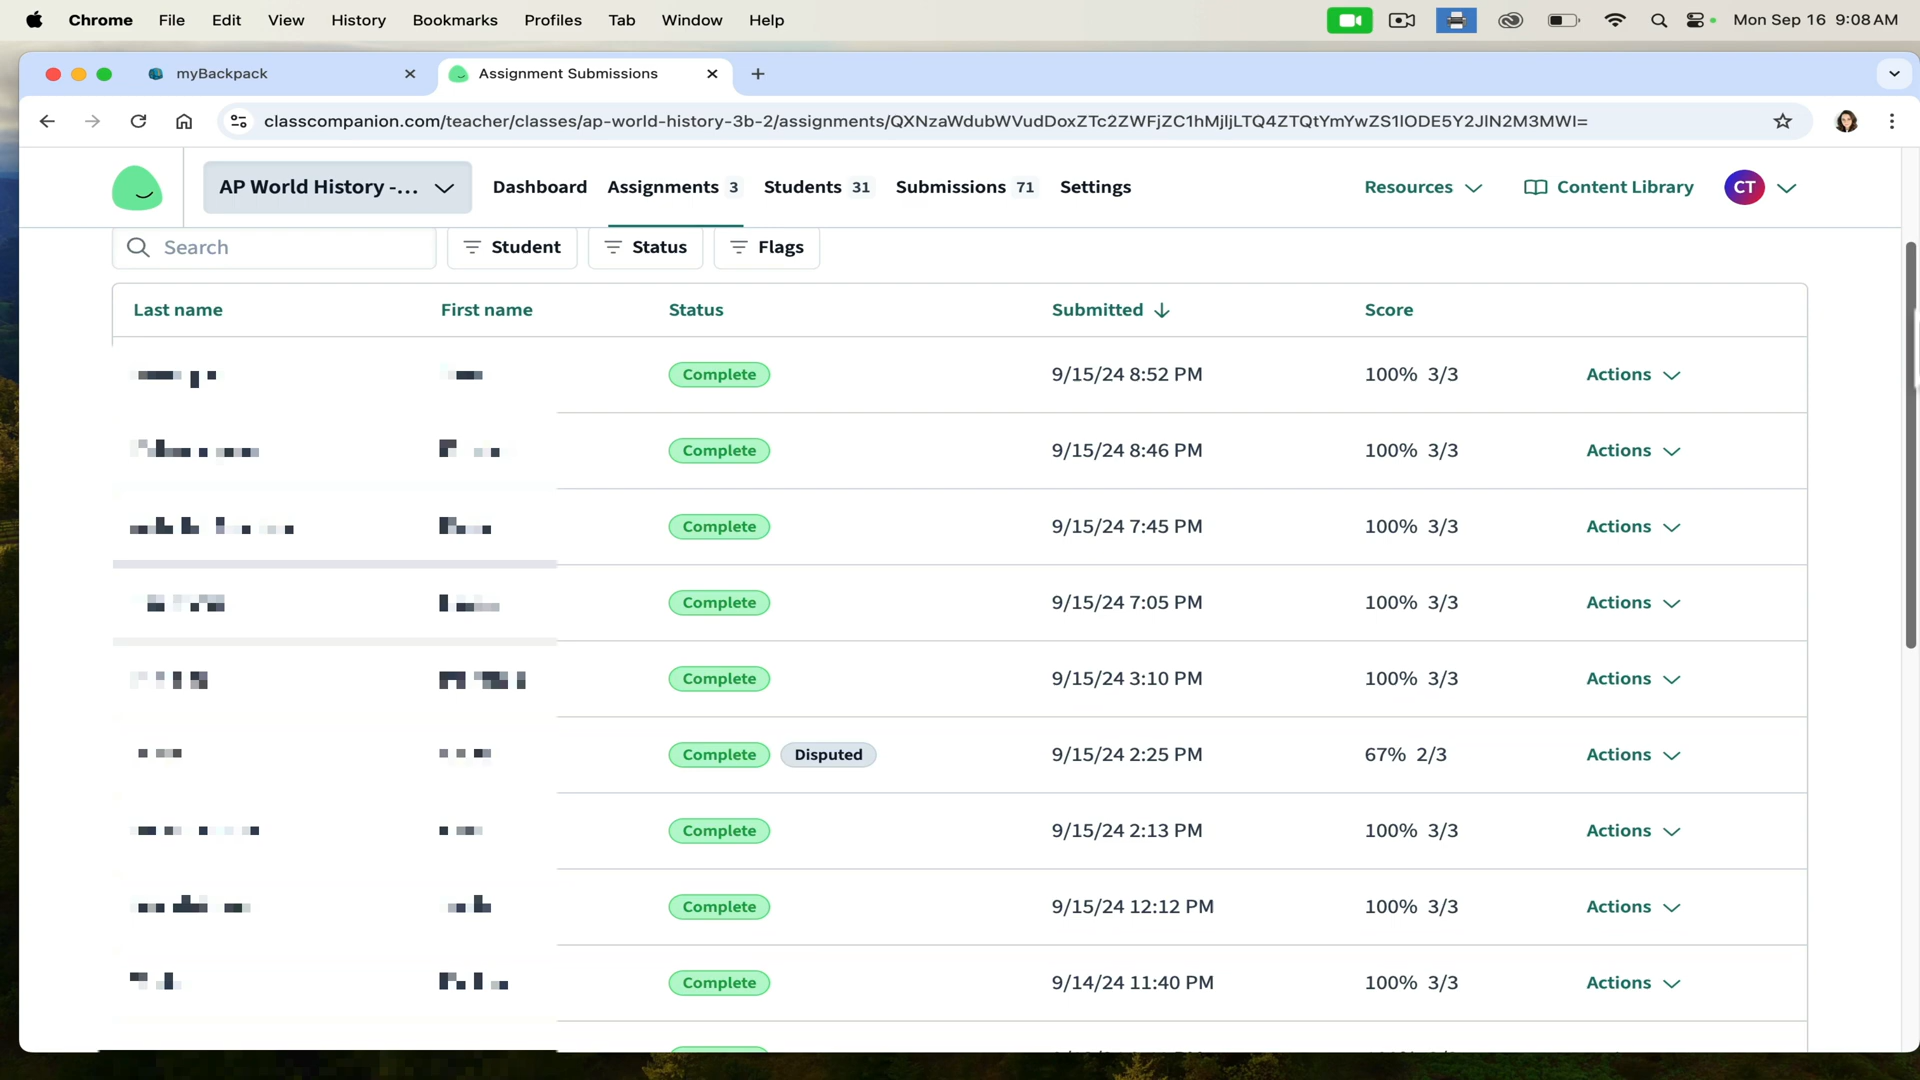 Chrome File Edit View History Bookmarks Profiles Tab Window Help Mon Sep 16 9:08 AM
myBackpack Assignment Submissions
classcompanion.com/teacher/classes/ap-world-history-3b-2/assignments/
AP World History -... Dashboard Assignments 3 Students 31 Submissions 71 Settings Resources Content Library CT
Search Student Status Flags
Last name First name Status Submitted Score
Complete 9/15/24 8:52 PM 100% 3/3 Actions
Complete 9/15/24 8:46 PM 100% 3/3 Actions
Complete 9/15/24 7:45 PM 100% 3/3 Actions
Complete 9/15/24 7:05 PM 100% 3/3 Actions
Complete 9/15/24 3:10 PM 100% 3/3 Actions
Complete Disputed 9/15/24 2:25 PM 67% 2/3 Actions
Complete 9/15/24 2:13 PM 100% 3/3 Actions
Complete 9/15/24 12:12 PM 100% 3/3 Actions
Complete 9/14/24 11:40 PM 100% 3/3 Actions